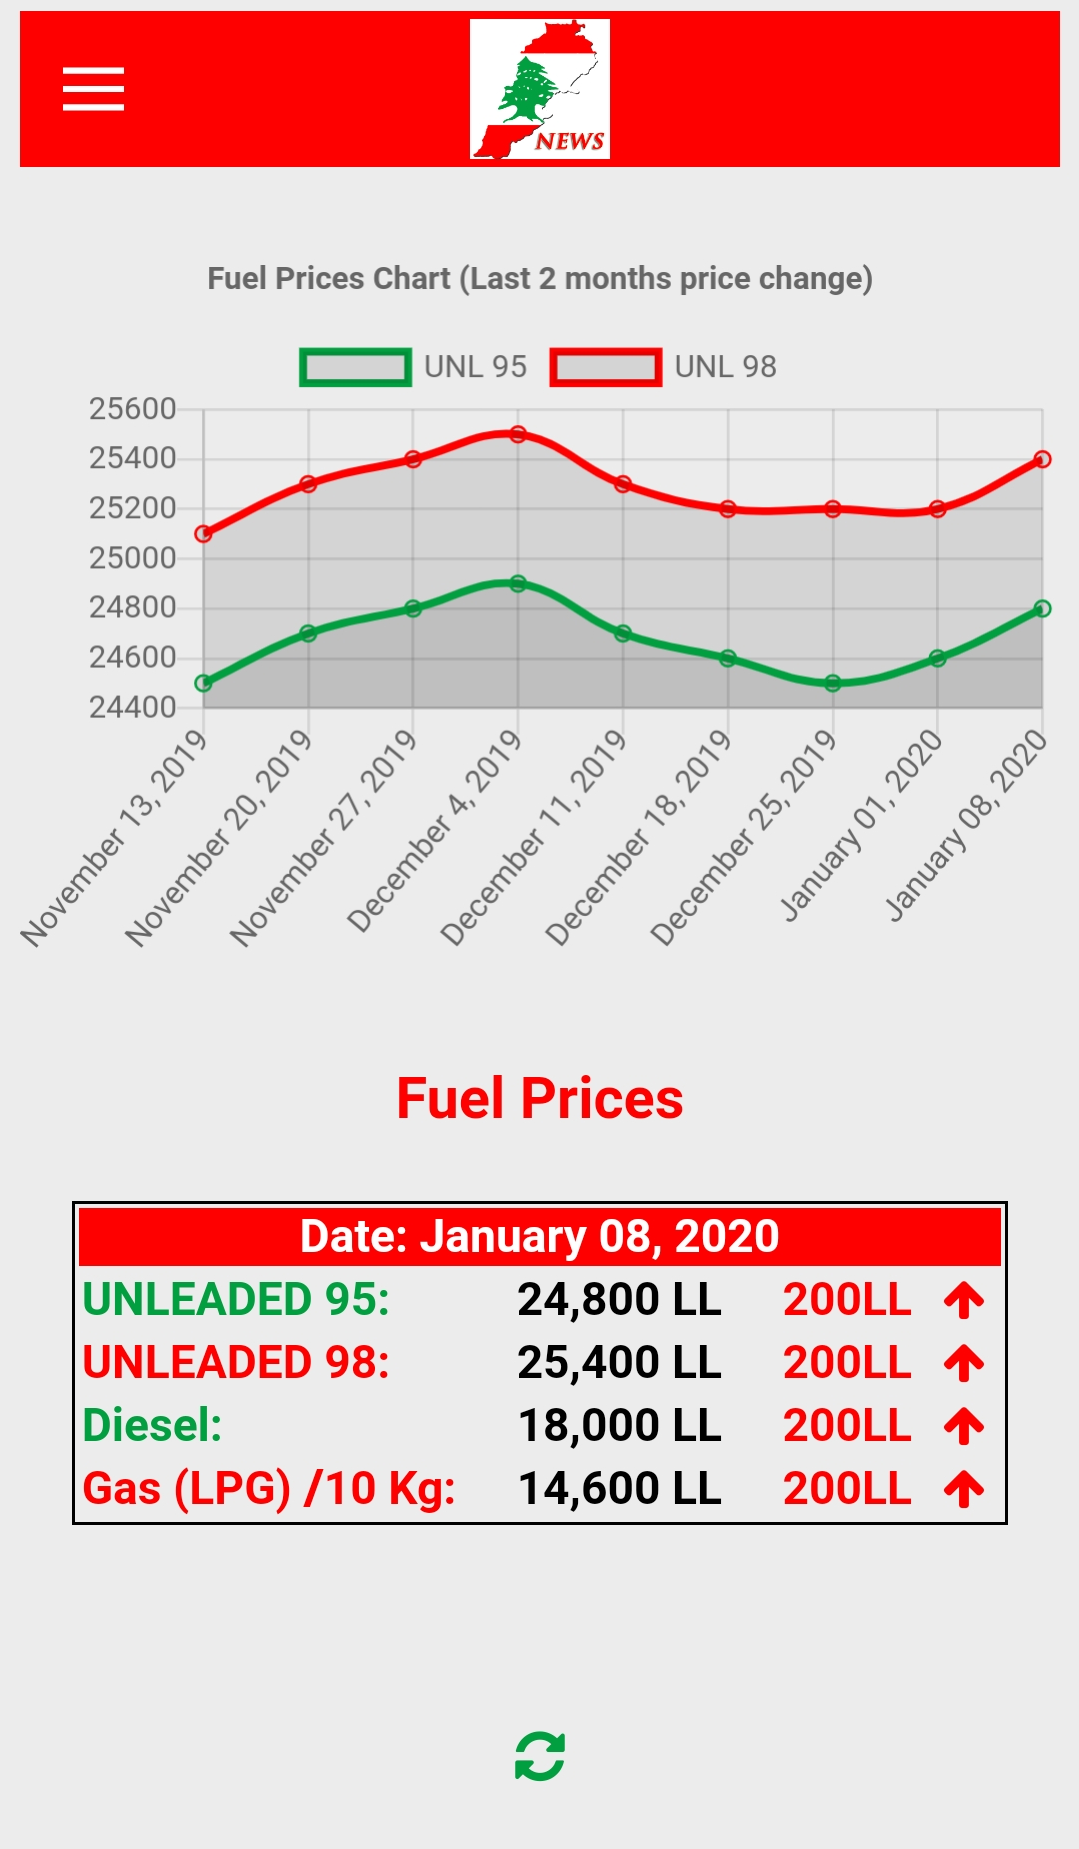 NEWS
Fuel Prices Chart (Last 2 months price change)
UNL 95 UNL 98
25600
25400
25200
25000
24800
24600
24400
November 13, 2019
November 20, 2019
November 27, 2019
December 4, 2019
December 11, 2019
December 18, 2019
December 25, 2019
January 01, 2020
January 08, 2020
Fuel Prices
Date: January 08, 2020
UNLEADED 95: 24,800 LL 200LL
UNLEADED 98: 25,400 LL 200LL
Diesel: 18,000 LL 200LL
Gas (LPG) /10 Kg: 14,600 LL 200LL